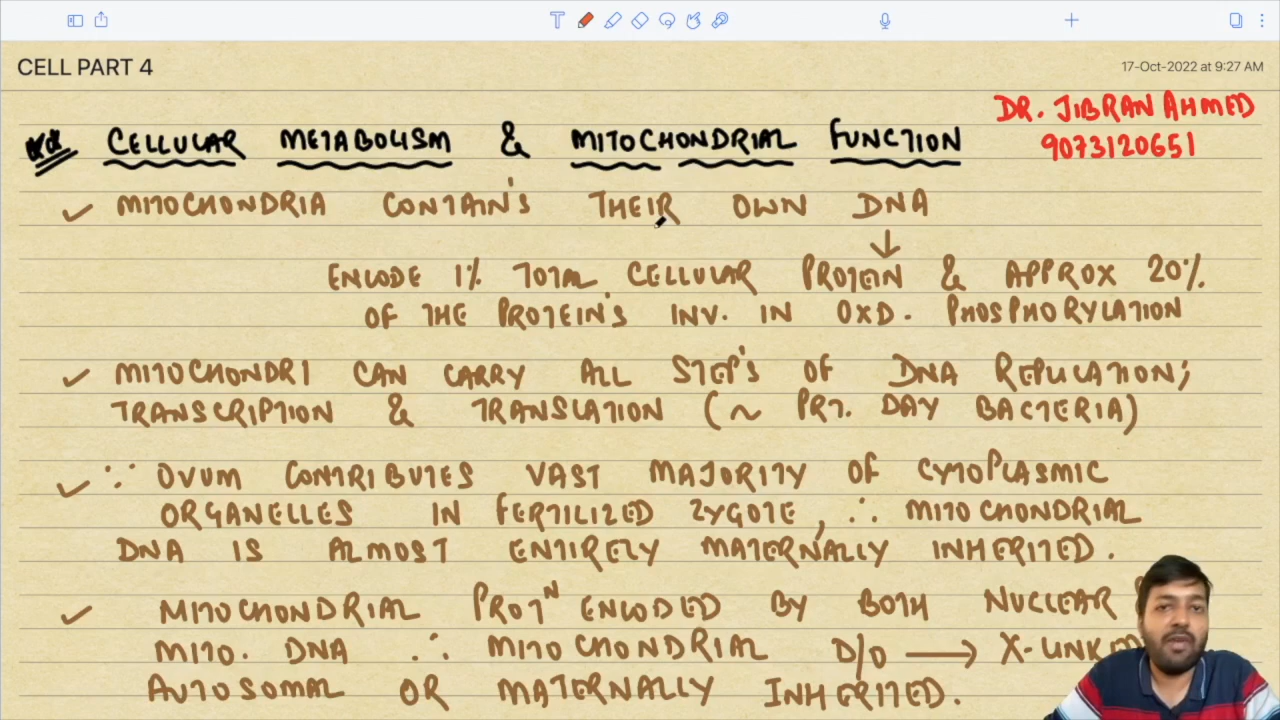 CELL PART 4
17-Oct-2022 at 9:27 AM
DR. JIBRAN AHMED
9073120651
CELLULAR METABOLISM & MITOCHONDRIAL FUNCTION
MITOCHONDRIA CONTAIN'S THEIR OWN DNA
ENCODE 1% TOTAL CELLULAR PROTEIN & APPROX 20%
OF THE PROTEIN'S INV. IN OXD. PHOSPHORYLATION
MITOCHONDRI CAN CARRY ALL STEP'S OF DNA REPLICATION;
TRANSCRIPTION & TRANSLATION (~ PRT. DAY BACTERIA)
∵ OVUM CONTRIBUTES VAST MAJORITY OF CYTOPLASMIC
ORGANELLES IN FERTILIZED ZYGOTE, ∴ MITOCHONDRIAL
DNA IS ALMOST ENTIRELY MATERNALLY INHERITED.
MITOCHONDRIAL PROTᴺ ENCODED BY BOTH NUCLEAR
MITO. DNA ∴ MITOCHONDRIAL D/O → X-LINKED
AUTOSOMAL OR MATERNALLY INHERITED.